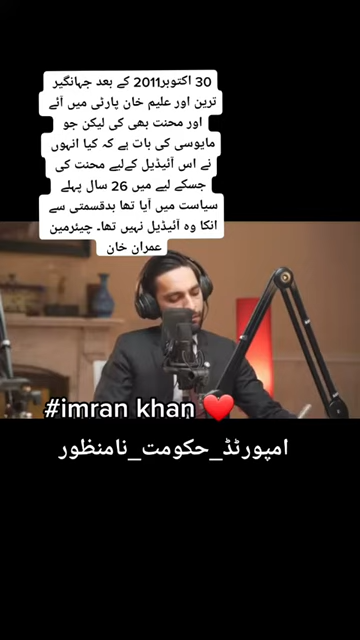 30 اکتوبر2011 کے بعد جہانگیر
ترین اور علیم خان پارٹی میں آئے
اور محنت بھی کی لیکن جو
مایوسی کی بات ہے کہ کیا انہوں
نے اس آئیڈیل کےلیے محنت کی
جسکے لیے میں 26 سال پہلے
سیاست میں آیا تھا بدقسمتی سے
انکا وہ آئیڈیل نہیں تھا۔ چیئرمین
عمران خان
#imran khan ❤️
امپورٹڈ_حکومت_نامنظور